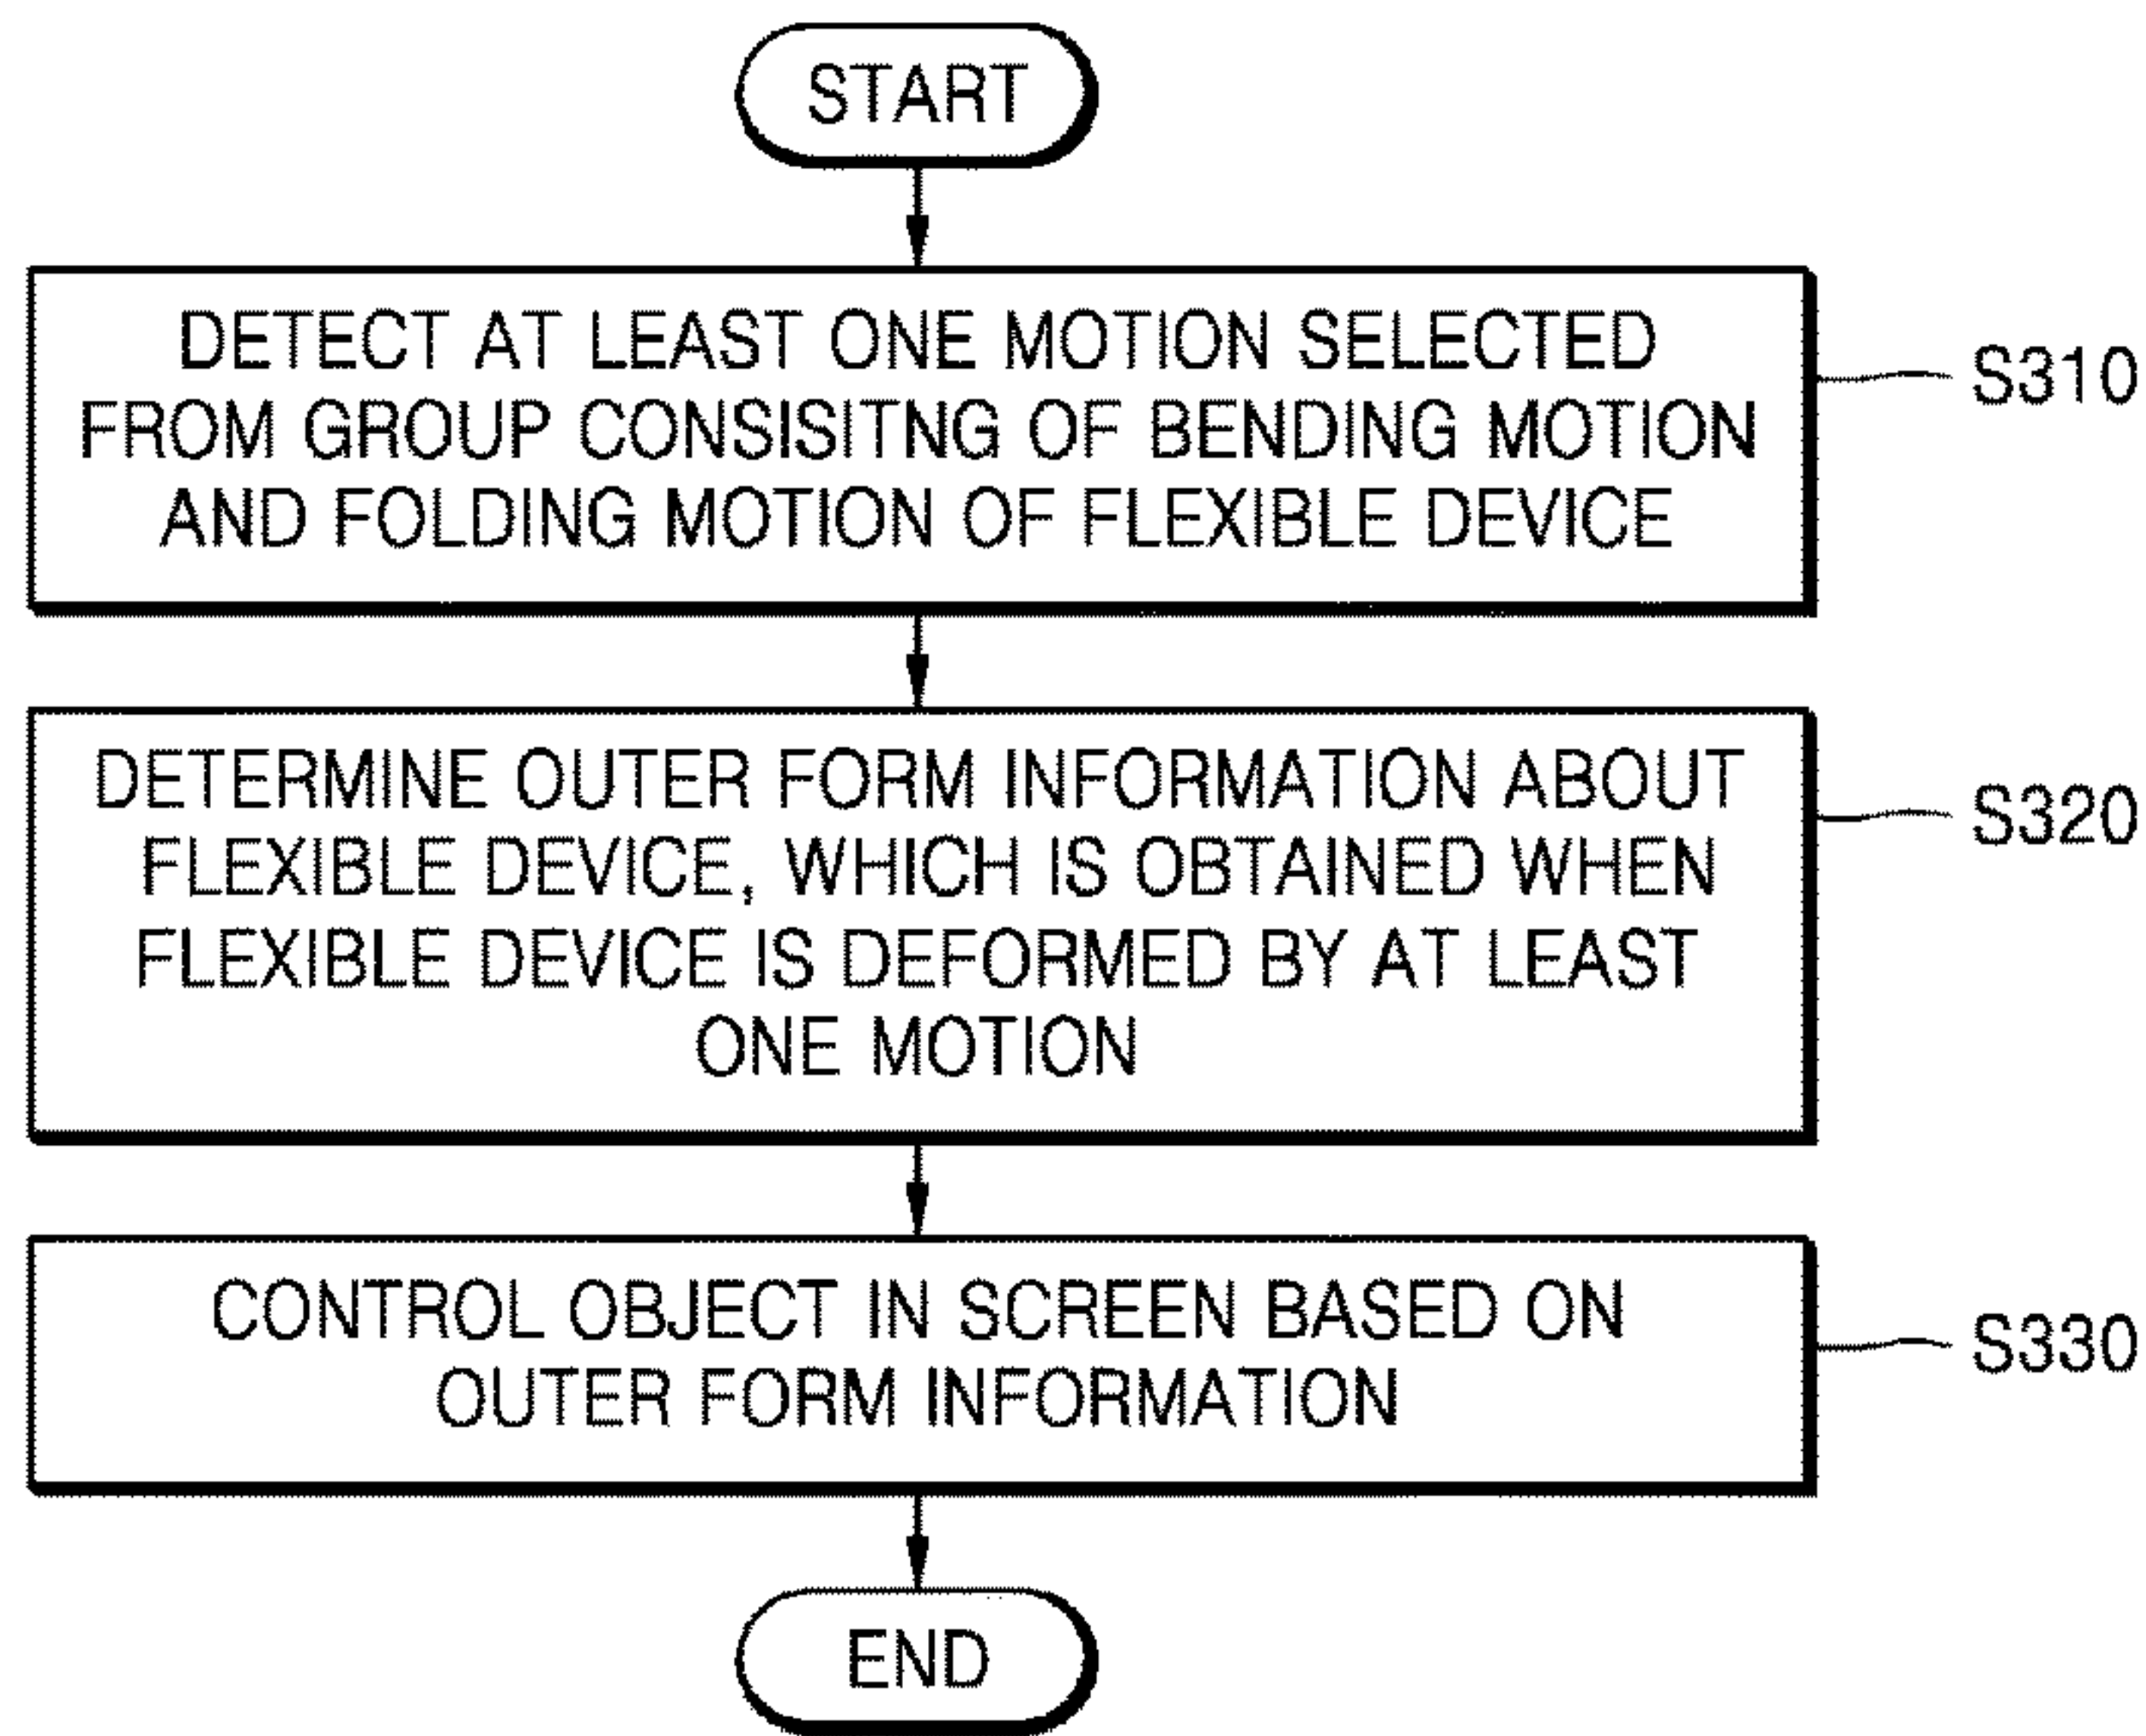 START
DETECT AT LEAST ONE MOTION SELECTED
FROM GROUP CONSISITNG OF BENDING MOTION
AND FOLDING MOTION OF FLEXIBLE DEVICE
S310
DETERMINE OUTER FORM INFORMATION ABOUT
FLEXIBLE DEVICE, WHICH IS OBTAINED WHEN
FLEXIBLE DEVICE IS DEFORMED BY AT LEAST
ONE MOTION
S320
CONTROL OBJECT IN SCREEN BASED ON
OUTER FORM INFORMATION
S330
END